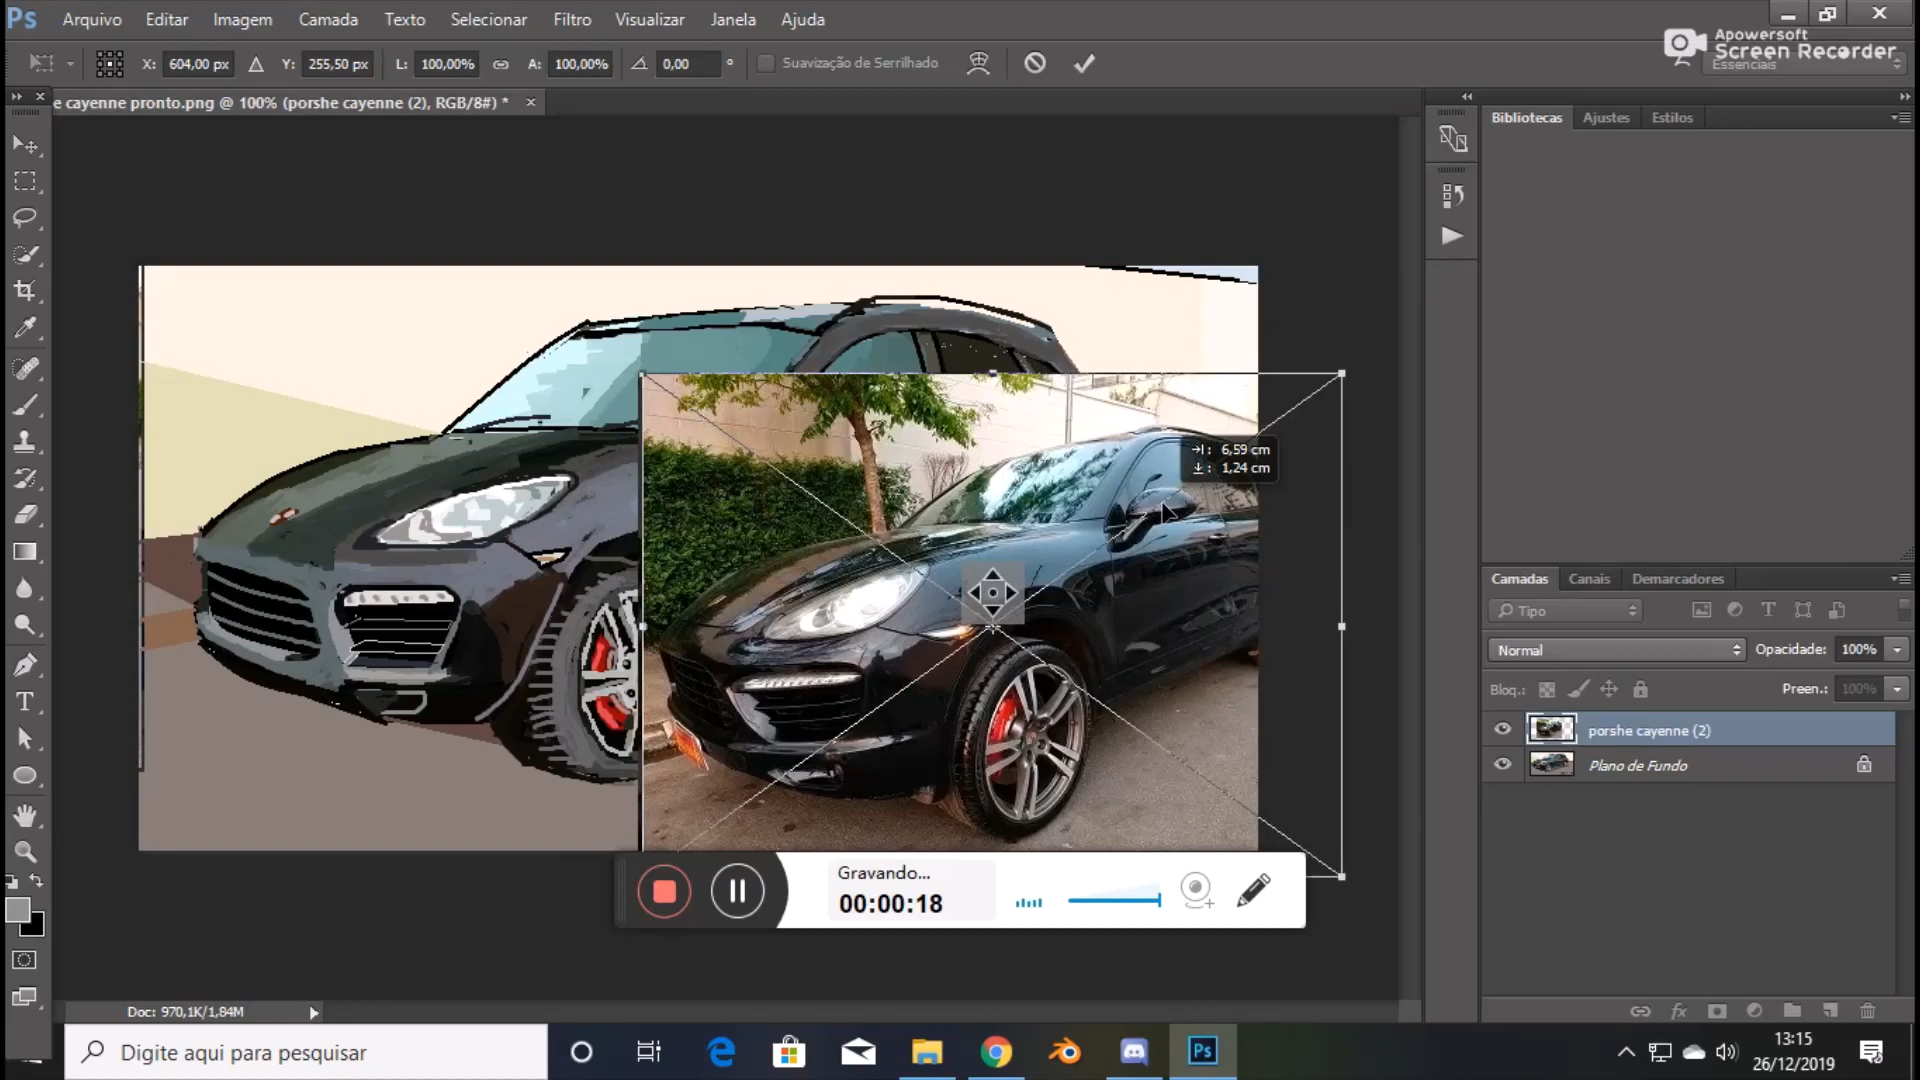 Ps Arquivo Editar Imagem Camada Texto Selecionar Filtro Visualizar Janela Ajuda
Apowersoft
Screen Recorder
X: 604,00 px Y: 255,50 px L: 100,00% A: 100,00% 0,00 ° Suavização de Serrilhado
Essenciais
e cayenne pronto.png @ 100% (porshe cayenne (2), RGB/8#) * ×
Bibliotecas Ajustes Estilos
6,59 cm
1,24 cm
Camadas Canais Demarcadores
Tipo
Normal Opacidade: 100%
Bloq.: Preen.: 100%
porshe cayenne (2)
Plano de Fundo
Gravando...
00:00:18
Doc: 970,1K/1,84M
Digite aqui para pesquisar
Ps
13:15
26/12/2019